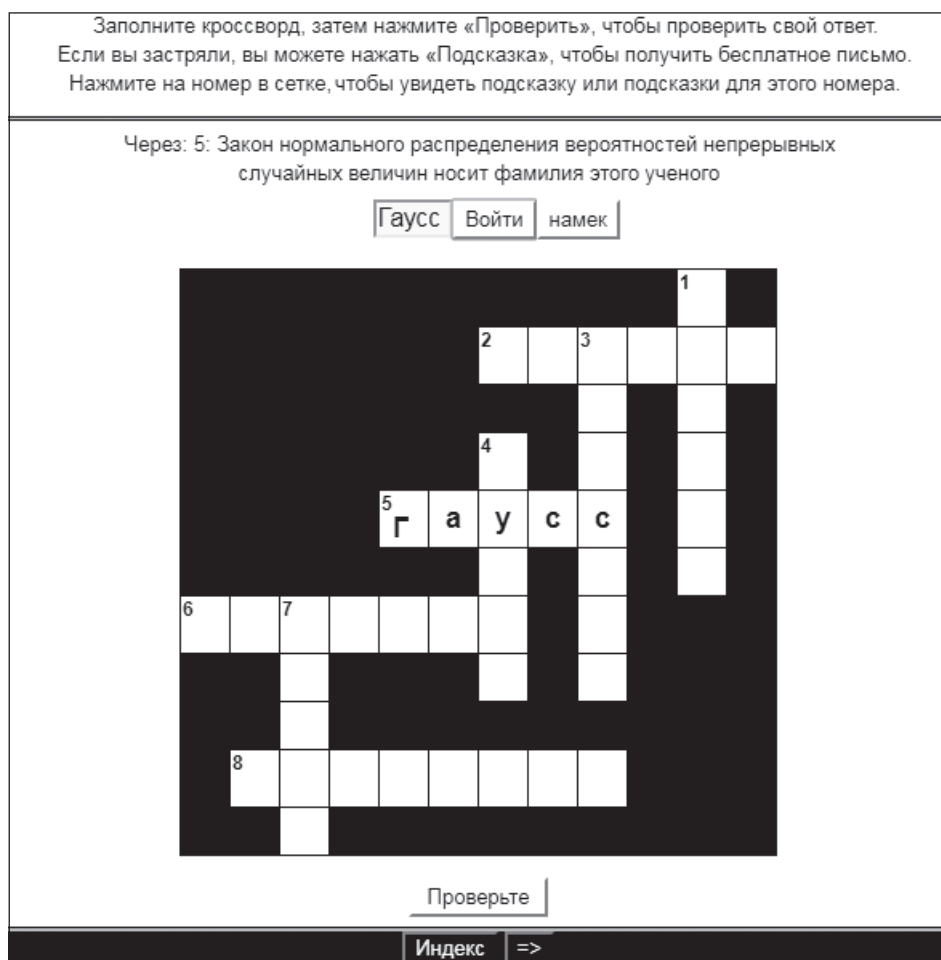 Заполните кроссворд, затем нажмите «Проверить», чтобы проверить свой ответ.
Если вы застряли, вы можете нажать «Подсказка», чтобы получить бесплатное письмо.
Нажмите на номер в сетке, чтобы увидеть подсказку или подсказки для этого номера.
Через: 5: Закон нормального распределения вероятностей непрерывных
случайных величин носит фамилия этого ученого
Гаусс Войти намек
1
2 3
4
5 Г а у с с
6 7
8
Проверьте
Индекс =>